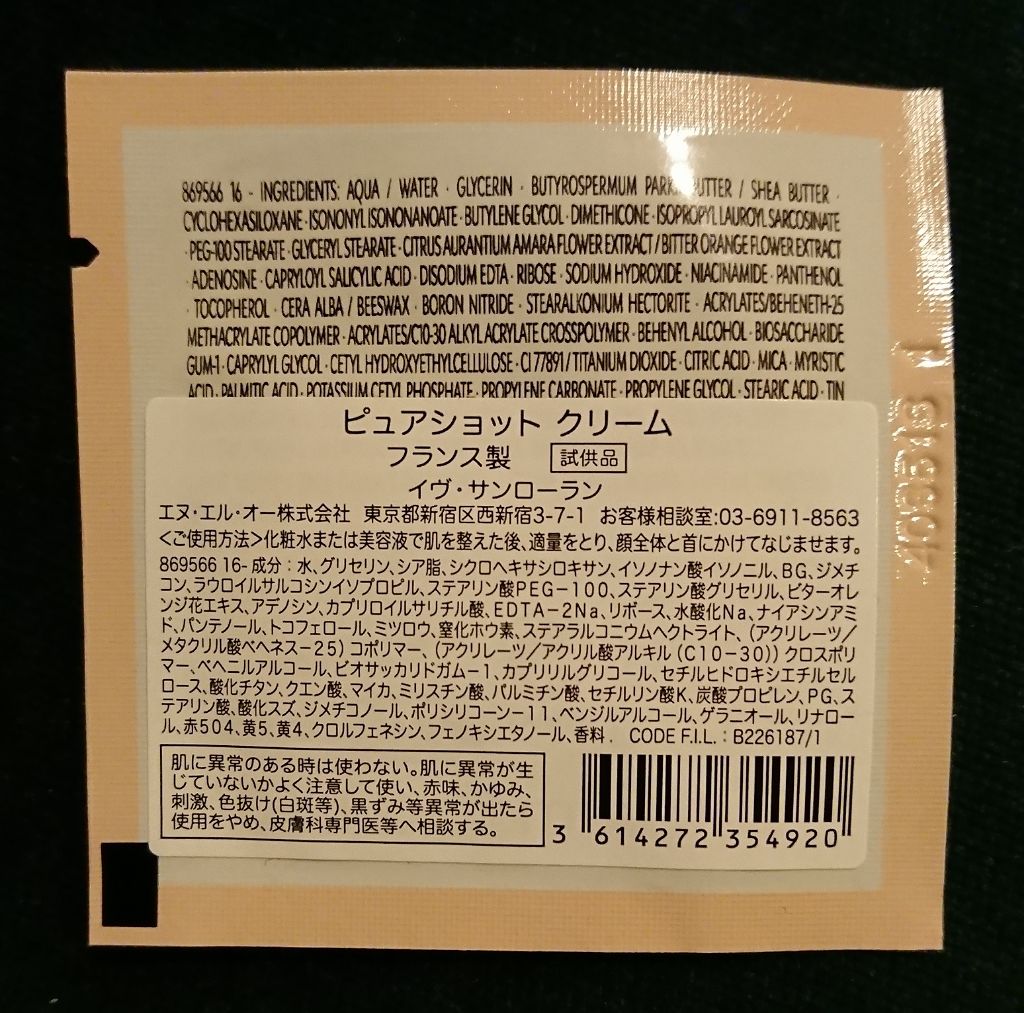 869566 16 - INGREDIENTS: AQUA / WATER · GLYCERIN · BUTYROSPERMUM PARKII BUTTER / SHEA BUTTER ·
CYCLOHEXASILOXANE · ISONONYL ISONONANOATE · BUTYLENE GLYCOL · DIMETHICONE · ISOPROPYL LAUROYL SARCOSINATE
· PEG-100 STEARATE · GLYCERYL STEARATE · CITRUS AURANTIUM AMARA FLOWER EXTRACT / BITTER ORANGE FLOWER EXTRACT
· ADENOSINE · CAPRYLOYL SALICYLIC ACID · DISODIUM EDTA · RIBOSE · SODIUM HYDROXIDE · NIACINAMIDE · PANTHENOL
· TOCOPHEROL · CERA ALBA / BEESWAX · BORON NITRIDE · STEARALKONIUM HECTORITE · ACRYLATES/BEHENETH-25
METHACRYLATE COPOLYMER · ACRYLATES/C10-30 ALKYL ACRYLATE CROSSPOLYMER · BEHENYL ALCOHOL · BIOSACCHARIDE
GUM-1 · CAPRYLYL GLYCOL · CETYL HYDROXYETHYLCELLULOSE · CI 77891 / TITANIUM DIOXIDE · CITRIC ACID · MICA · MYRISTIC
ACID · PALMITIC ACID · POTASSIUM CETYL PHOSPHATE · PROPYLENE CARBONATE · PROPYLENE GLYCOL · STEARIC ACID · TIN
ピュアショット クリーム
フランス製 試供品
イヴ・サンローラン
エヌ・エル・オー株式会社 東京都新宿区西新宿3-7-1 お客様相談室:03-6911-8563
＜ご使用方法＞化粧水または美容液で肌を整えた後、適量をとり、顔全体と首にかけてなじませます。
869566 16-成分：水、グリセリン、シア脂、シクロヘキサシロキサン、イソノナン酸イソノニル、BG、ジメチ
コン、ラウロイルサルコシンイソプロピル、ステアリン酸PEG-100、ステアリン酸グリセリル、ビターオレ
ンジ花エキス、アデノシン、カプリロイルサリチル酸、EDTA-2Na、リボース、水酸化Na、ナイアシンアミ
ド、パンテノール、トコフェロール、ミツロウ、窒化ホウ素、ステアラルコニウムヘクトライト、(アクリレーツ／
メタクリル酸ベヘネス-25) コポリマー、(アクリレーツ／アクリル酸アルキル (C10-30)) クロスポリ
マー、ベヘニルアルコール、ビオサッカリドガム-1、カプリリルグリコール、セチルヒドロキシエチルセル
ロース、酸化チタン、クエン酸、マイカ、ミリスチン酸、パルミチン酸、セチルリン酸K、炭酸プロピレン、PG、ス
テアリン酸、酸化スズ、ジメチコノール、ポリシリコーン-11、ベンジルアルコール、ゲラニオール、リナロー
ル、赤504、黄5、黄4、クロルフェネシン、フェノキシエタノール、香料． CODE F.I.L.：B226187/1
肌に異常のある時は使わない。肌に異常が生
じていないかよく注意して使い、赤味、かゆみ、
刺激、色抜け(白斑等)、黒ずみ等異常が出たら
使用をやめ、皮膚科専門医等へ相談する。
3 614272 354920